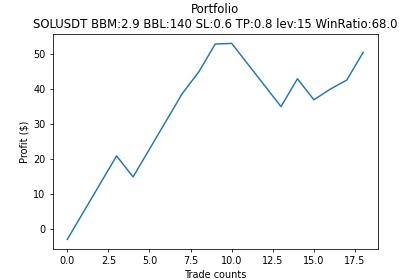 Portfolio
SOLUSDT BBM:2.9 BBL:140 SL:0.6 TP:0.8 lev:15 WinRatio:68.0
50
40
30
20
10
0
Profit ($)
0.0 2.5 5.0 7.5 10.0 12.5 15.0 17.5
Trade counts